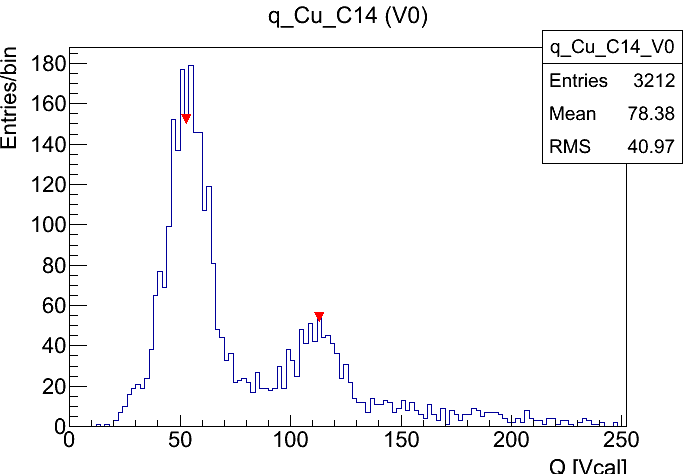 q_Cu_C14 (V0)
q_Cu_C14_V0
Entries 3212
Mean 78.38
RMS 40.97
Entries/bin
180
160
140
120
100
80
60
40
20
0
0 50 100 150 200 250
Q [Vcal]